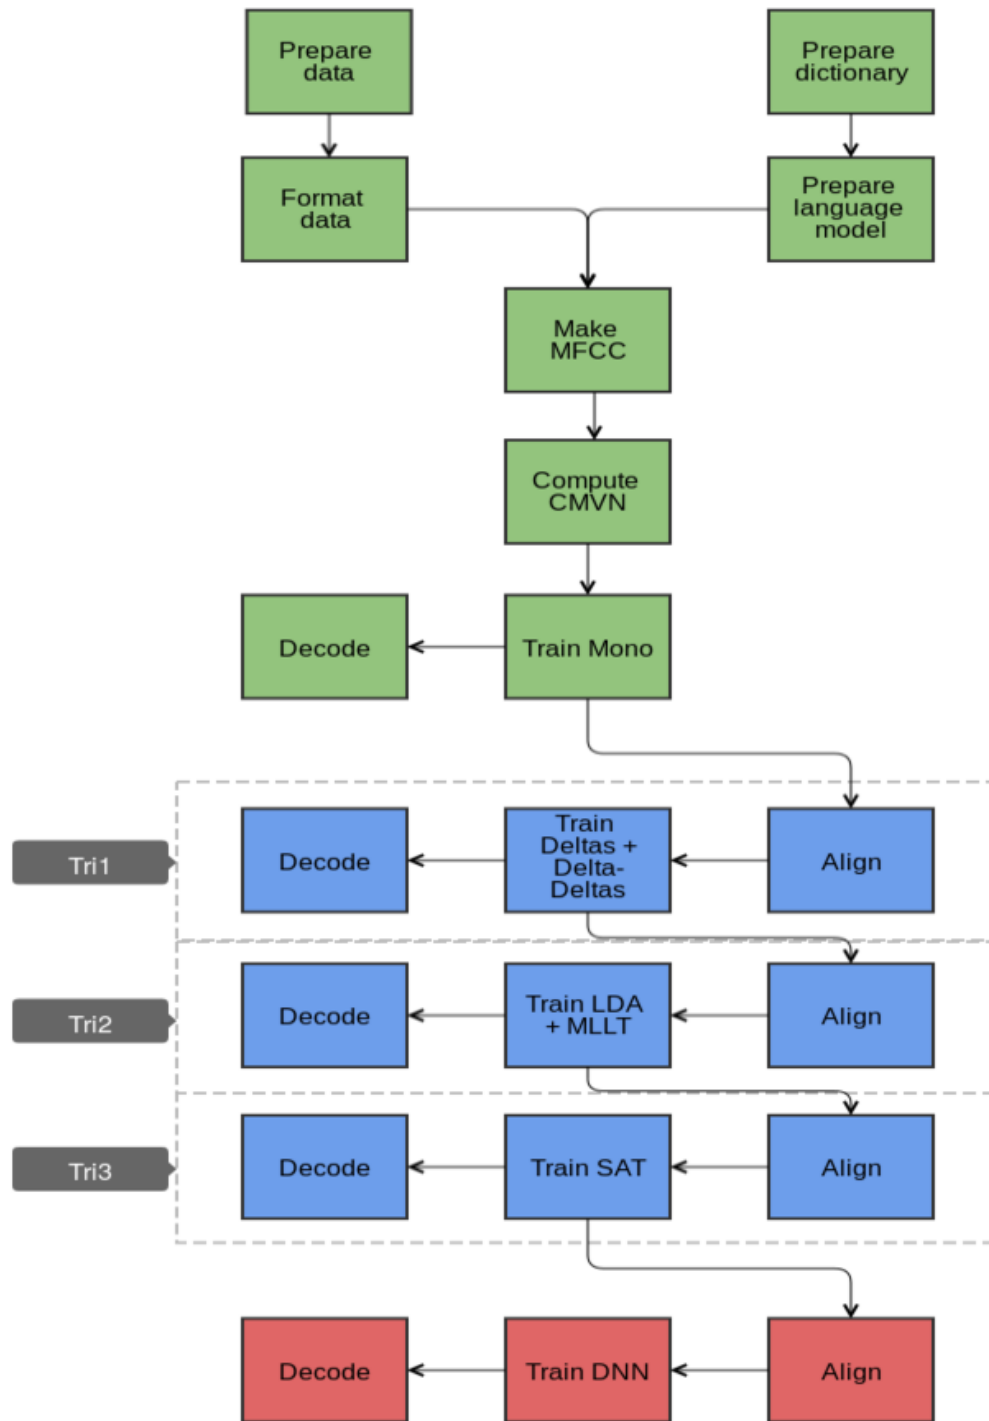 Prepare
data
Prepare
dictionary
Format
data
Prepare
language
model
Make
MFCC
Compute
CMVN
Decode
Train Mono
Tri1
Decode
Train
Deltas +
Delta-
Deltas
Align
Tri2
Decode
Train LDA
+ MLLT
Align
Tri3
Decode
Train SAT
Align
Decode
Train DNN
Align